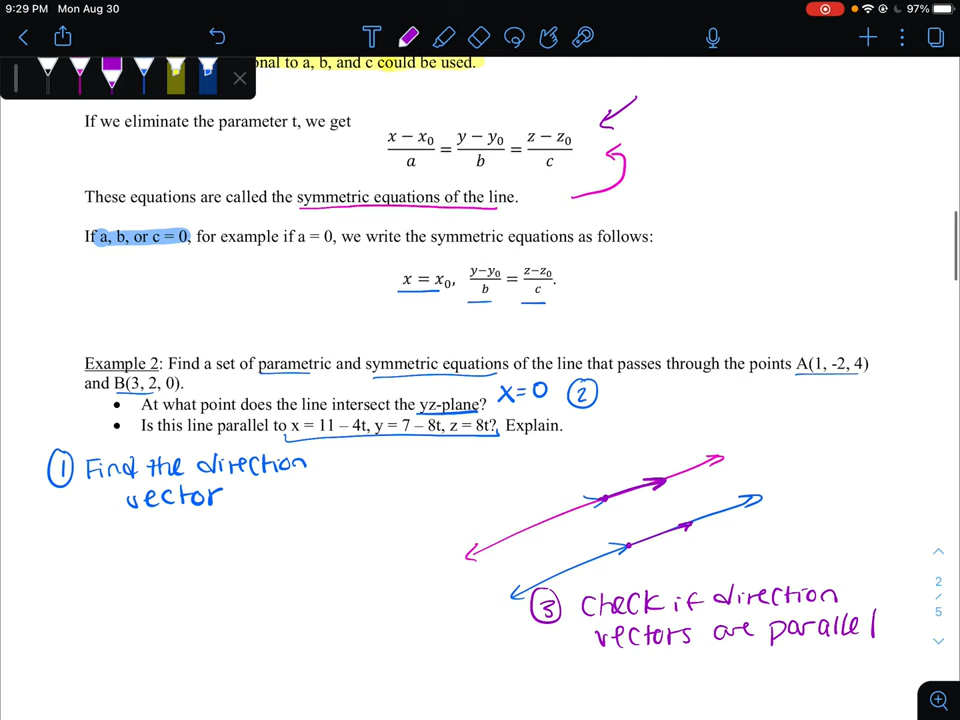 9:29 PM Mon Aug 30
97%
T
onal to a, b, and c could be used.
If we eliminate the parameter t, we get
x − x₀ / a = y − y₀ / b = z − z₀ / c
These equations are called the symmetric equations of the line.
If a, b, or c = 0, for example if a = 0, we write the symmetric equations as follows:
x = x₀, y−y₀ / b = z−z₀ / c.
Example 2: Find a set of parametric and symmetric equations of the line that passes through the points A(1, -2, 4)
and B(3, 2, 0).
• At what point does the line intersect the yz-plane? x=0 ②
• Is this line parallel to x = 11 – 4t, y = 7 – 8t, z = 8t? Explain.
① Find the direction
vector
③ Check if direction
vectors are parallel
2
/
5